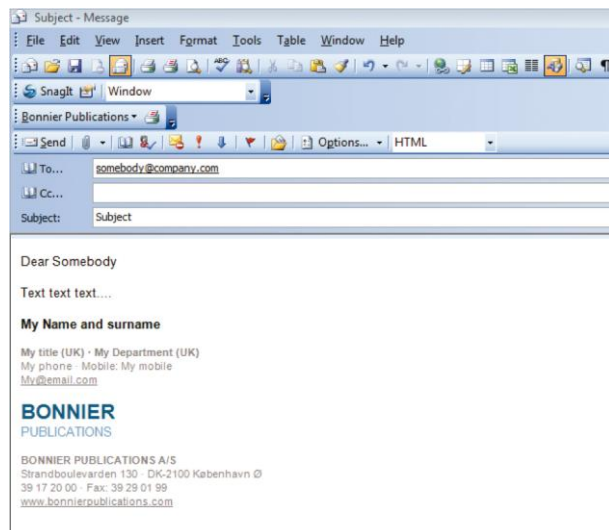 Subject - Message
File Edit View Insert Format Tools Table Window Help
SnagIt Window
Bonnier Publications
Send Options... HTML
To... somebody@company.com
Cc...
Subject: Subject
Dear Somebody
Text text text....
My Name and surname
My title (UK) · My Department (UK)
My phone · Mobile: My mobile
My@email.com
BONNIER
PUBLICATIONS
BONNIER PUBLICATIONS A/S
Strandboulevarden 130 · DK-2100 København Ø
39 17 20 00 · Fax: 39 29 01 99
www.bonnierpublications.com